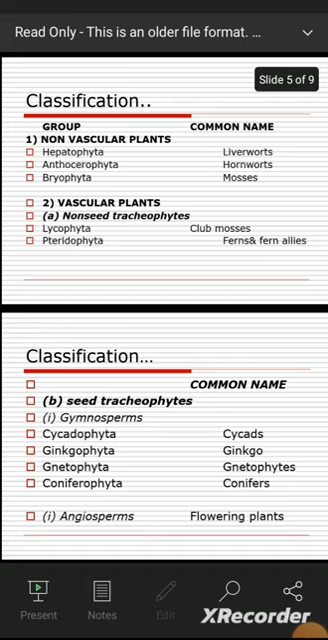 Read Only - This is an older file format. ...
Slide 5 of 9
Classification..
GROUP COMMON NAME
1) NON VASCULAR PLANTS
Hepatophyta Liverworts
Anthocerophyta Hornworts
Bryophyta Mosses
2) VASCULAR PLANTS
(a) Nonseed tracheophytes
Lycophyta Club mosses
Pteridophyta Ferns& fern allies
Classification...
COMMON NAME
(b) seed tracheophytes
(i) Gymnosperms
Cycadophyta Cycads
Ginkgophyta Ginkgo
Gnetophyta Gnetophytes
Coniferophyta Conifers
(i) Angiosperms Flowering plants
Present Notes Edit
XRecorder